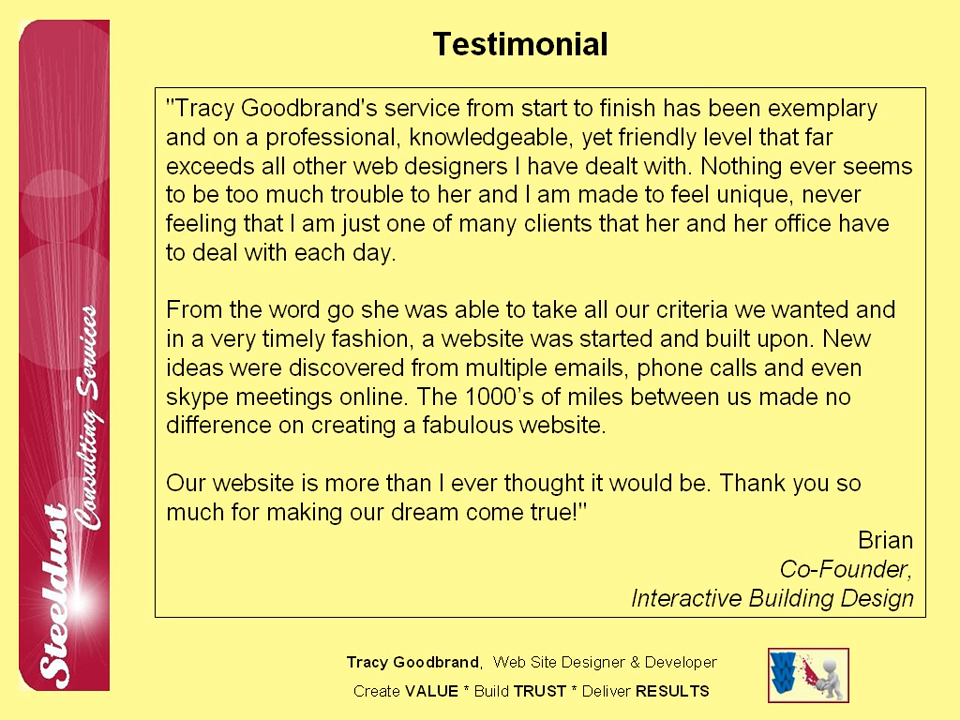 Testimonial
"Tracy Goodbrand's service from start to finish has been exemplary
and on a professional, knowledgeable, yet friendly level that far
exceeds all other web designers I have dealt with. Nothing ever seems
to be too much trouble to her and I am made to feel unique, never
feeling that I am just one of many clients that her and her office have
to deal with each day.
From the word go she was able to take all our criteria we wanted and
in a very timely fashion, a website was started and built upon. New
ideas were discovered from multiple emails, phone calls and even
skype meetings online. The 1000’s of miles between us made no
difference on creating a fabulous website.
Our website is more than I ever thought it would be. Thank you so
much for making our dream come true!"
Brian
Co-Founder,
Interactive Building Design
Steeldust
Consulting Services
Tracy Goodbrand, Web Site Designer & Developer
Create VALUE * Build TRUST * Deliver RESULTS